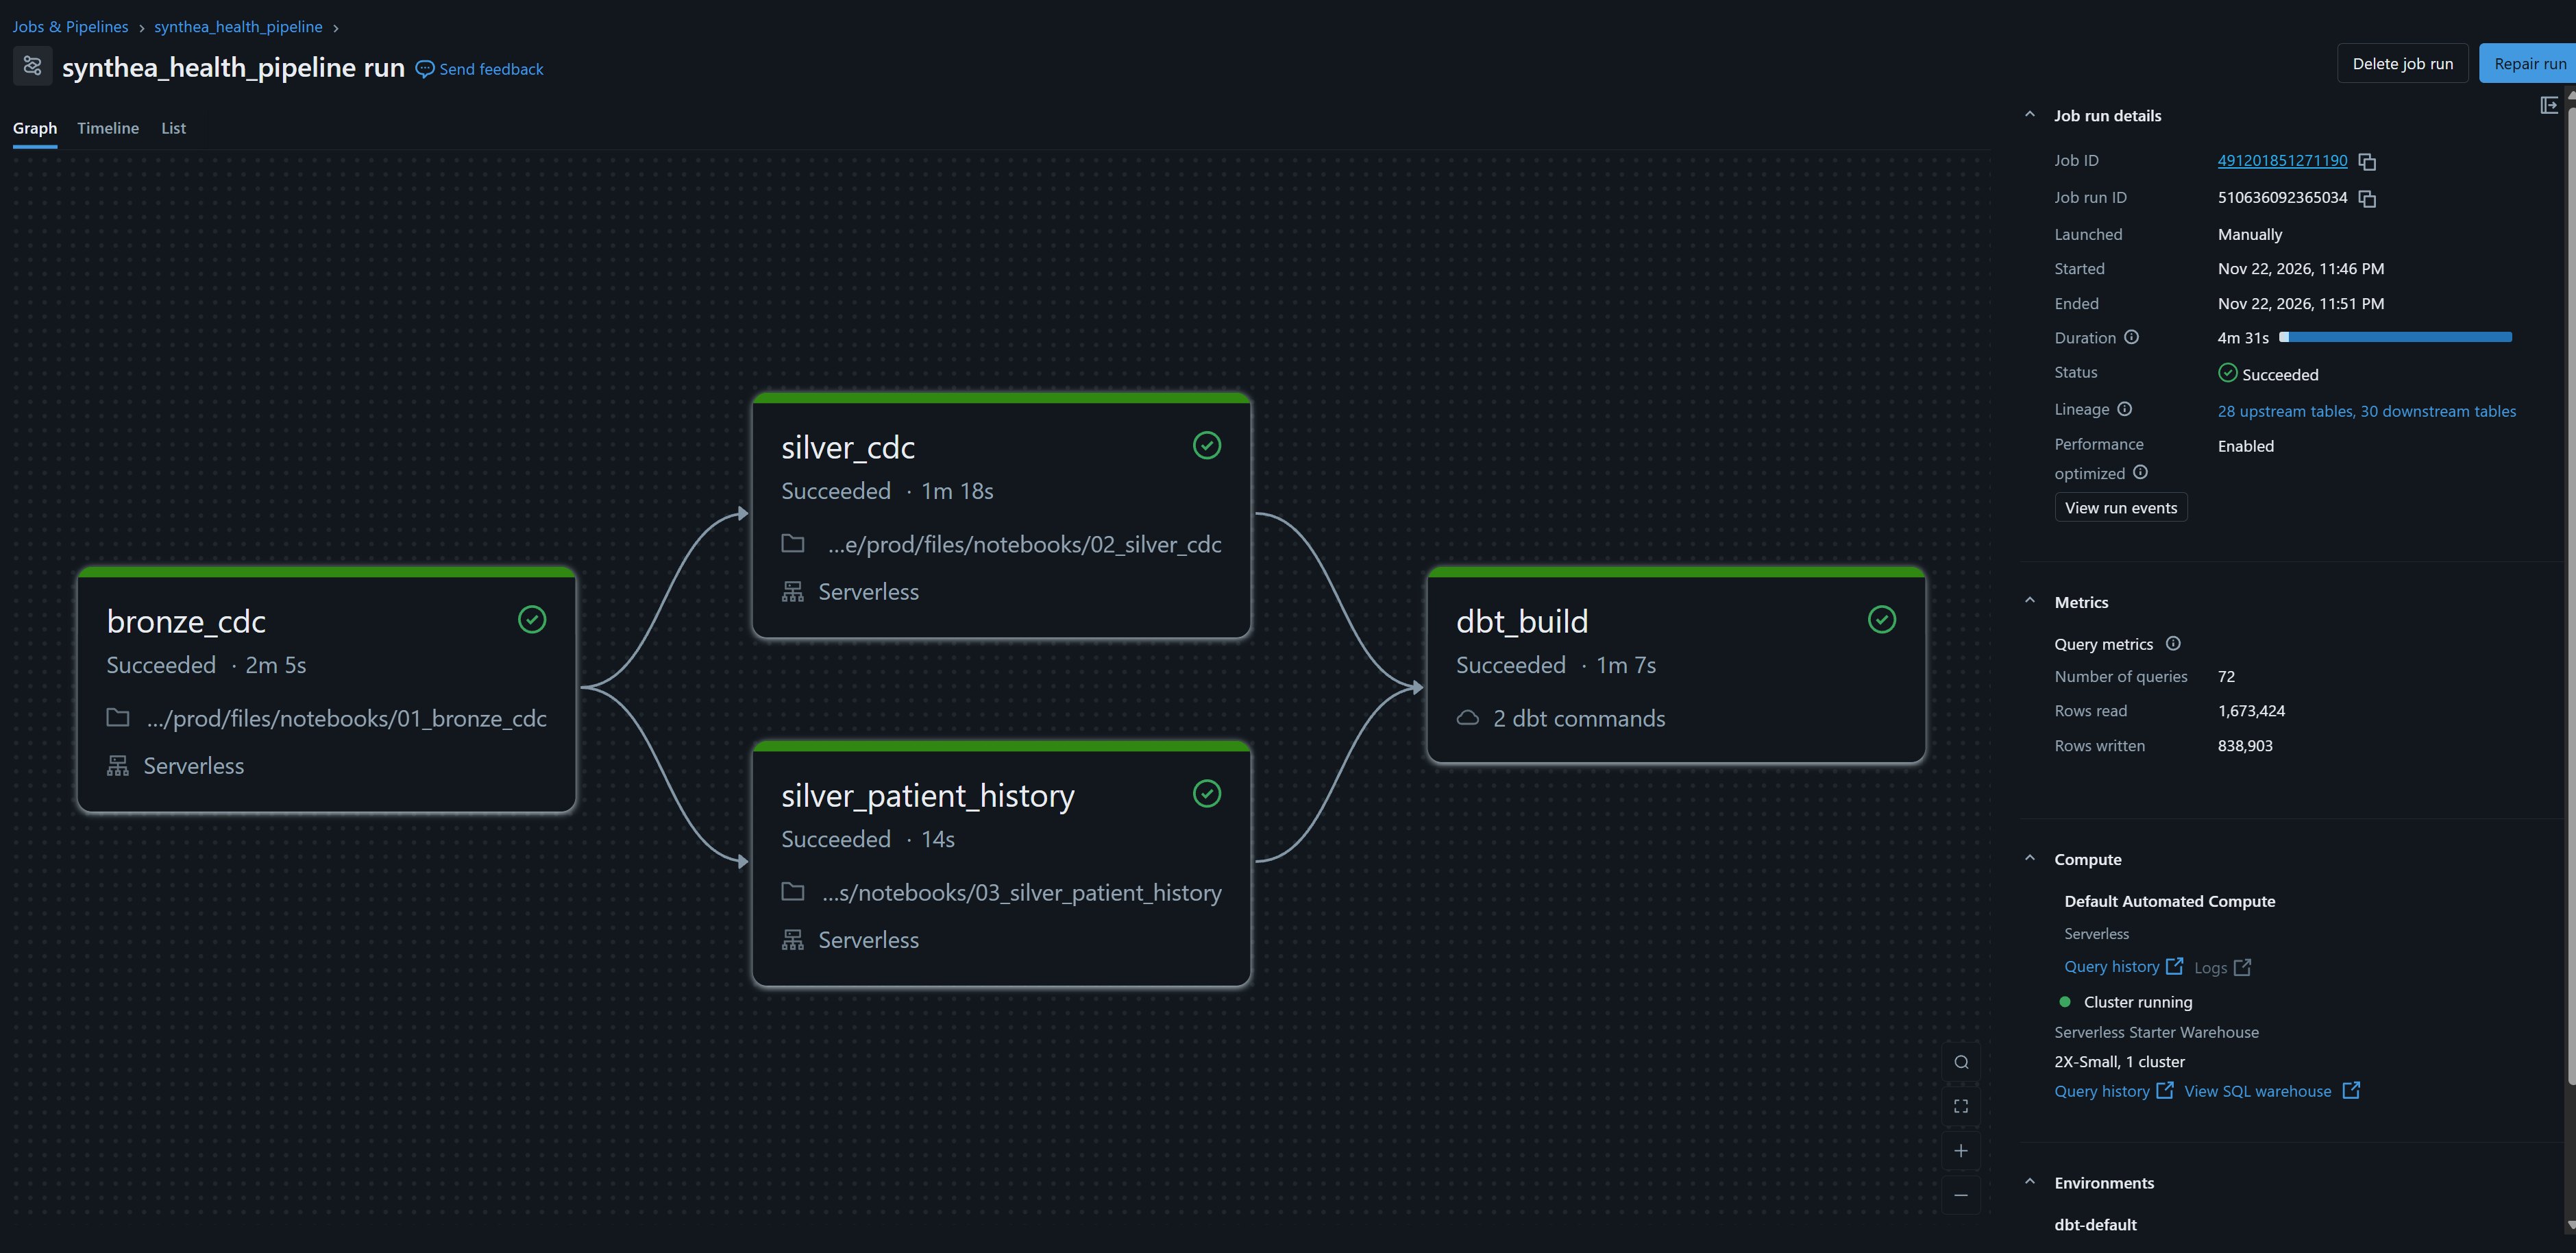 Jobs & Pipelines › synthea_health_pipeline ›
synthea_health_pipeline run Send feedback
Delete job run
Repair run
Graph Timeline List
bronze_cdc
Succeeded · 2m 5s
.../prod/files/notebooks/01_bronze_cdc
Serverless
silver_cdc
Succeeded · 1m 18s
...e/prod/files/notebooks/02_silver_cdc
Serverless
silver_patient_history
Succeeded · 14s
...s/notebooks/03_silver_patient_history
Serverless
dbt_build
Succeeded · 1m 7s
2 dbt commands
Job run details
Job ID 491201851271190
Job run ID 510636092365034
Launched Manually
Started Nov 22, 2026, 11:46 PM
Ended Nov 22, 2026, 11:51 PM
Duration 4m 31s
Status Succeeded
Lineage 28 upstream tables, 30 downstream tables
Performance Enabled
optimized
View run events
Metrics
Query metrics
Number of queries 72
Rows read 1,673,424
Rows written 838,903
Compute
Default Automated Compute
Serverless
Query history Logs
Cluster running
Serverless Starter Warehouse
2X-Small, 1 cluster
Query history View SQL warehouse
Environments
dbt-default